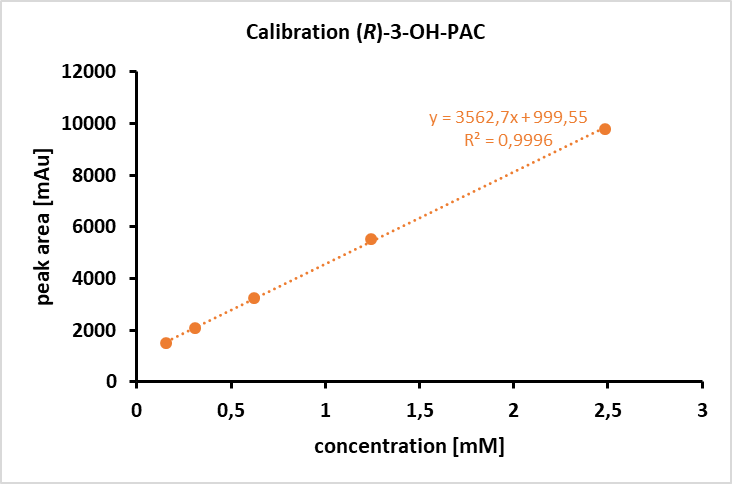 Calibration (R)-3-OH-PAC
12000
10000
8000
6000
4000
2000
0
y = 3562,7x + 999,55
R² = 0,9996
peak area [mAu]
0 0,5 1 1,5 2 2,5 3
concentration [mM]